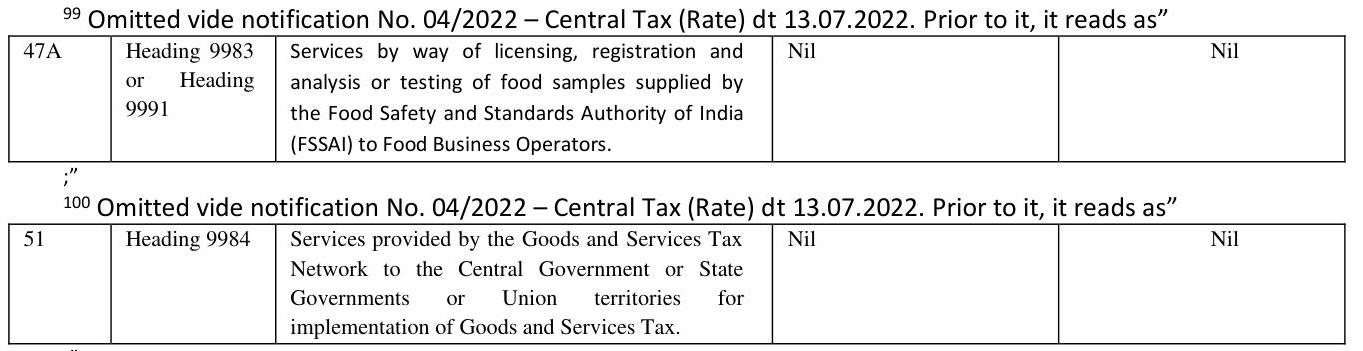 99 Omitted vide notification No. 04/2022 – Central Tax (Rate) dt 13.07.2022. Prior to it, it reads as”
47A Heading 9983 Services by way of licensing, registration and Nil Nil
or Heading analysis or testing of food samples supplied by
9991 the Food Safety and Standards Authority of India
(FSSAI) to Food Business Operators.
;”
100 Omitted vide notification No. 04/2022 – Central Tax (Rate) dt 13.07.2022. Prior to it, it reads as”
51 Heading 9984 Services provided by the Goods and Services Tax Nil Nil
Network to the Central Government or State
Governments or Union territories for
implementation of Goods and Services Tax.